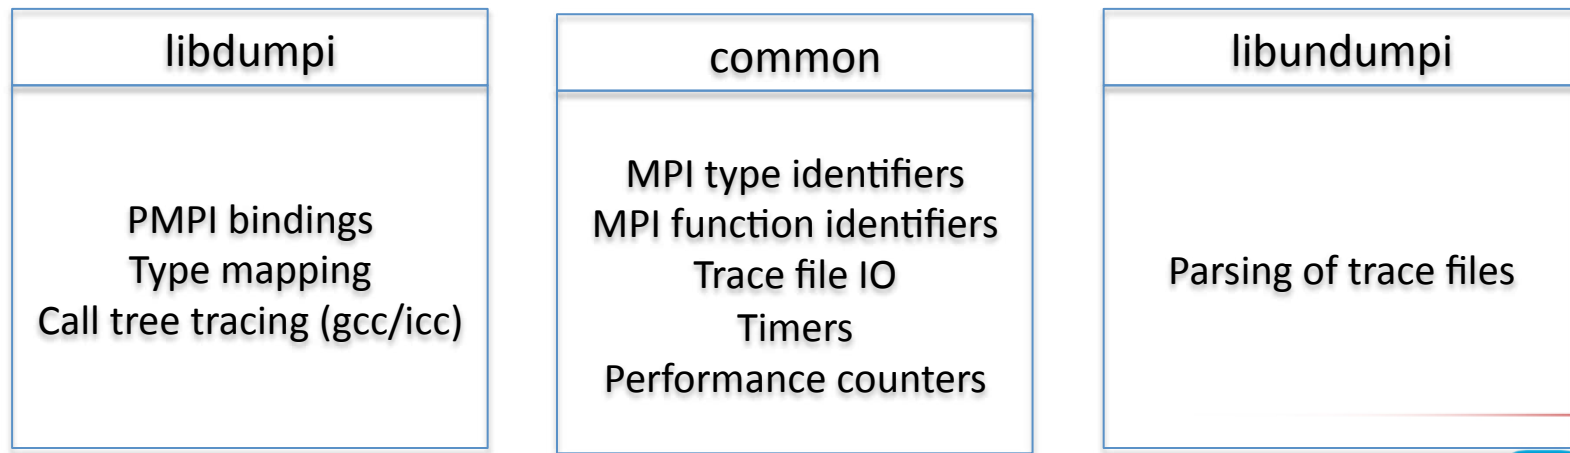 libdumpi
PMPI bindings
Type mapping
Call tree tracing (gcc/icc)
common
MPI type identifiers
MPI function identifiers
Trace file IO
Timers
Performance counters
libundumpi
Parsing of trace files